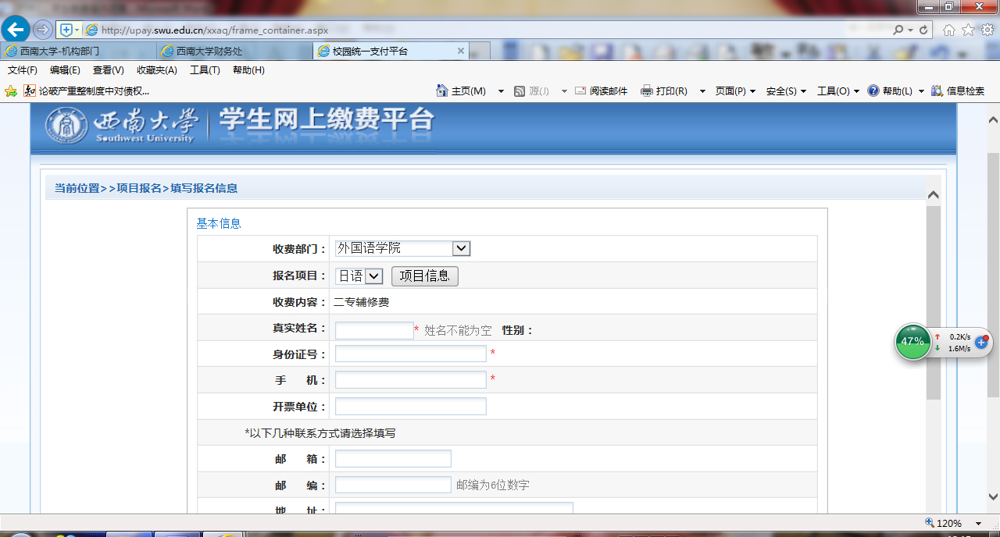 http://upay.swu.edu.cn/xxaq/frame_container.aspx
西南大学-机构部门 西南大学财务处 校园统一支付平台
文件(F) 编辑(E) 查看(V) 收藏夹(A) 工具(T) 帮助(H)
论破产重整制度中对债权... 主页(M) 源(J) 阅读邮件 打印(R) 页面(P) 安全(S) 工具(O) 帮助(L) 信息检索
西南大学 学生网上缴费平台
Southwest University
当前位置>>项目报名>填写报名信息
基本信息
收费部门： 外国语学院
报名项目： 日语 项目信息
收费内容： 二专辅修费
真实姓名： * 姓名不能为空 性别：
身份证号： *
手 机： *
开票单位：
*以下几种联系方式请选择填写
邮 箱：
邮 编： 邮编为6位数字
地 址：
47% 0.2K/s
1.6M/s
120%